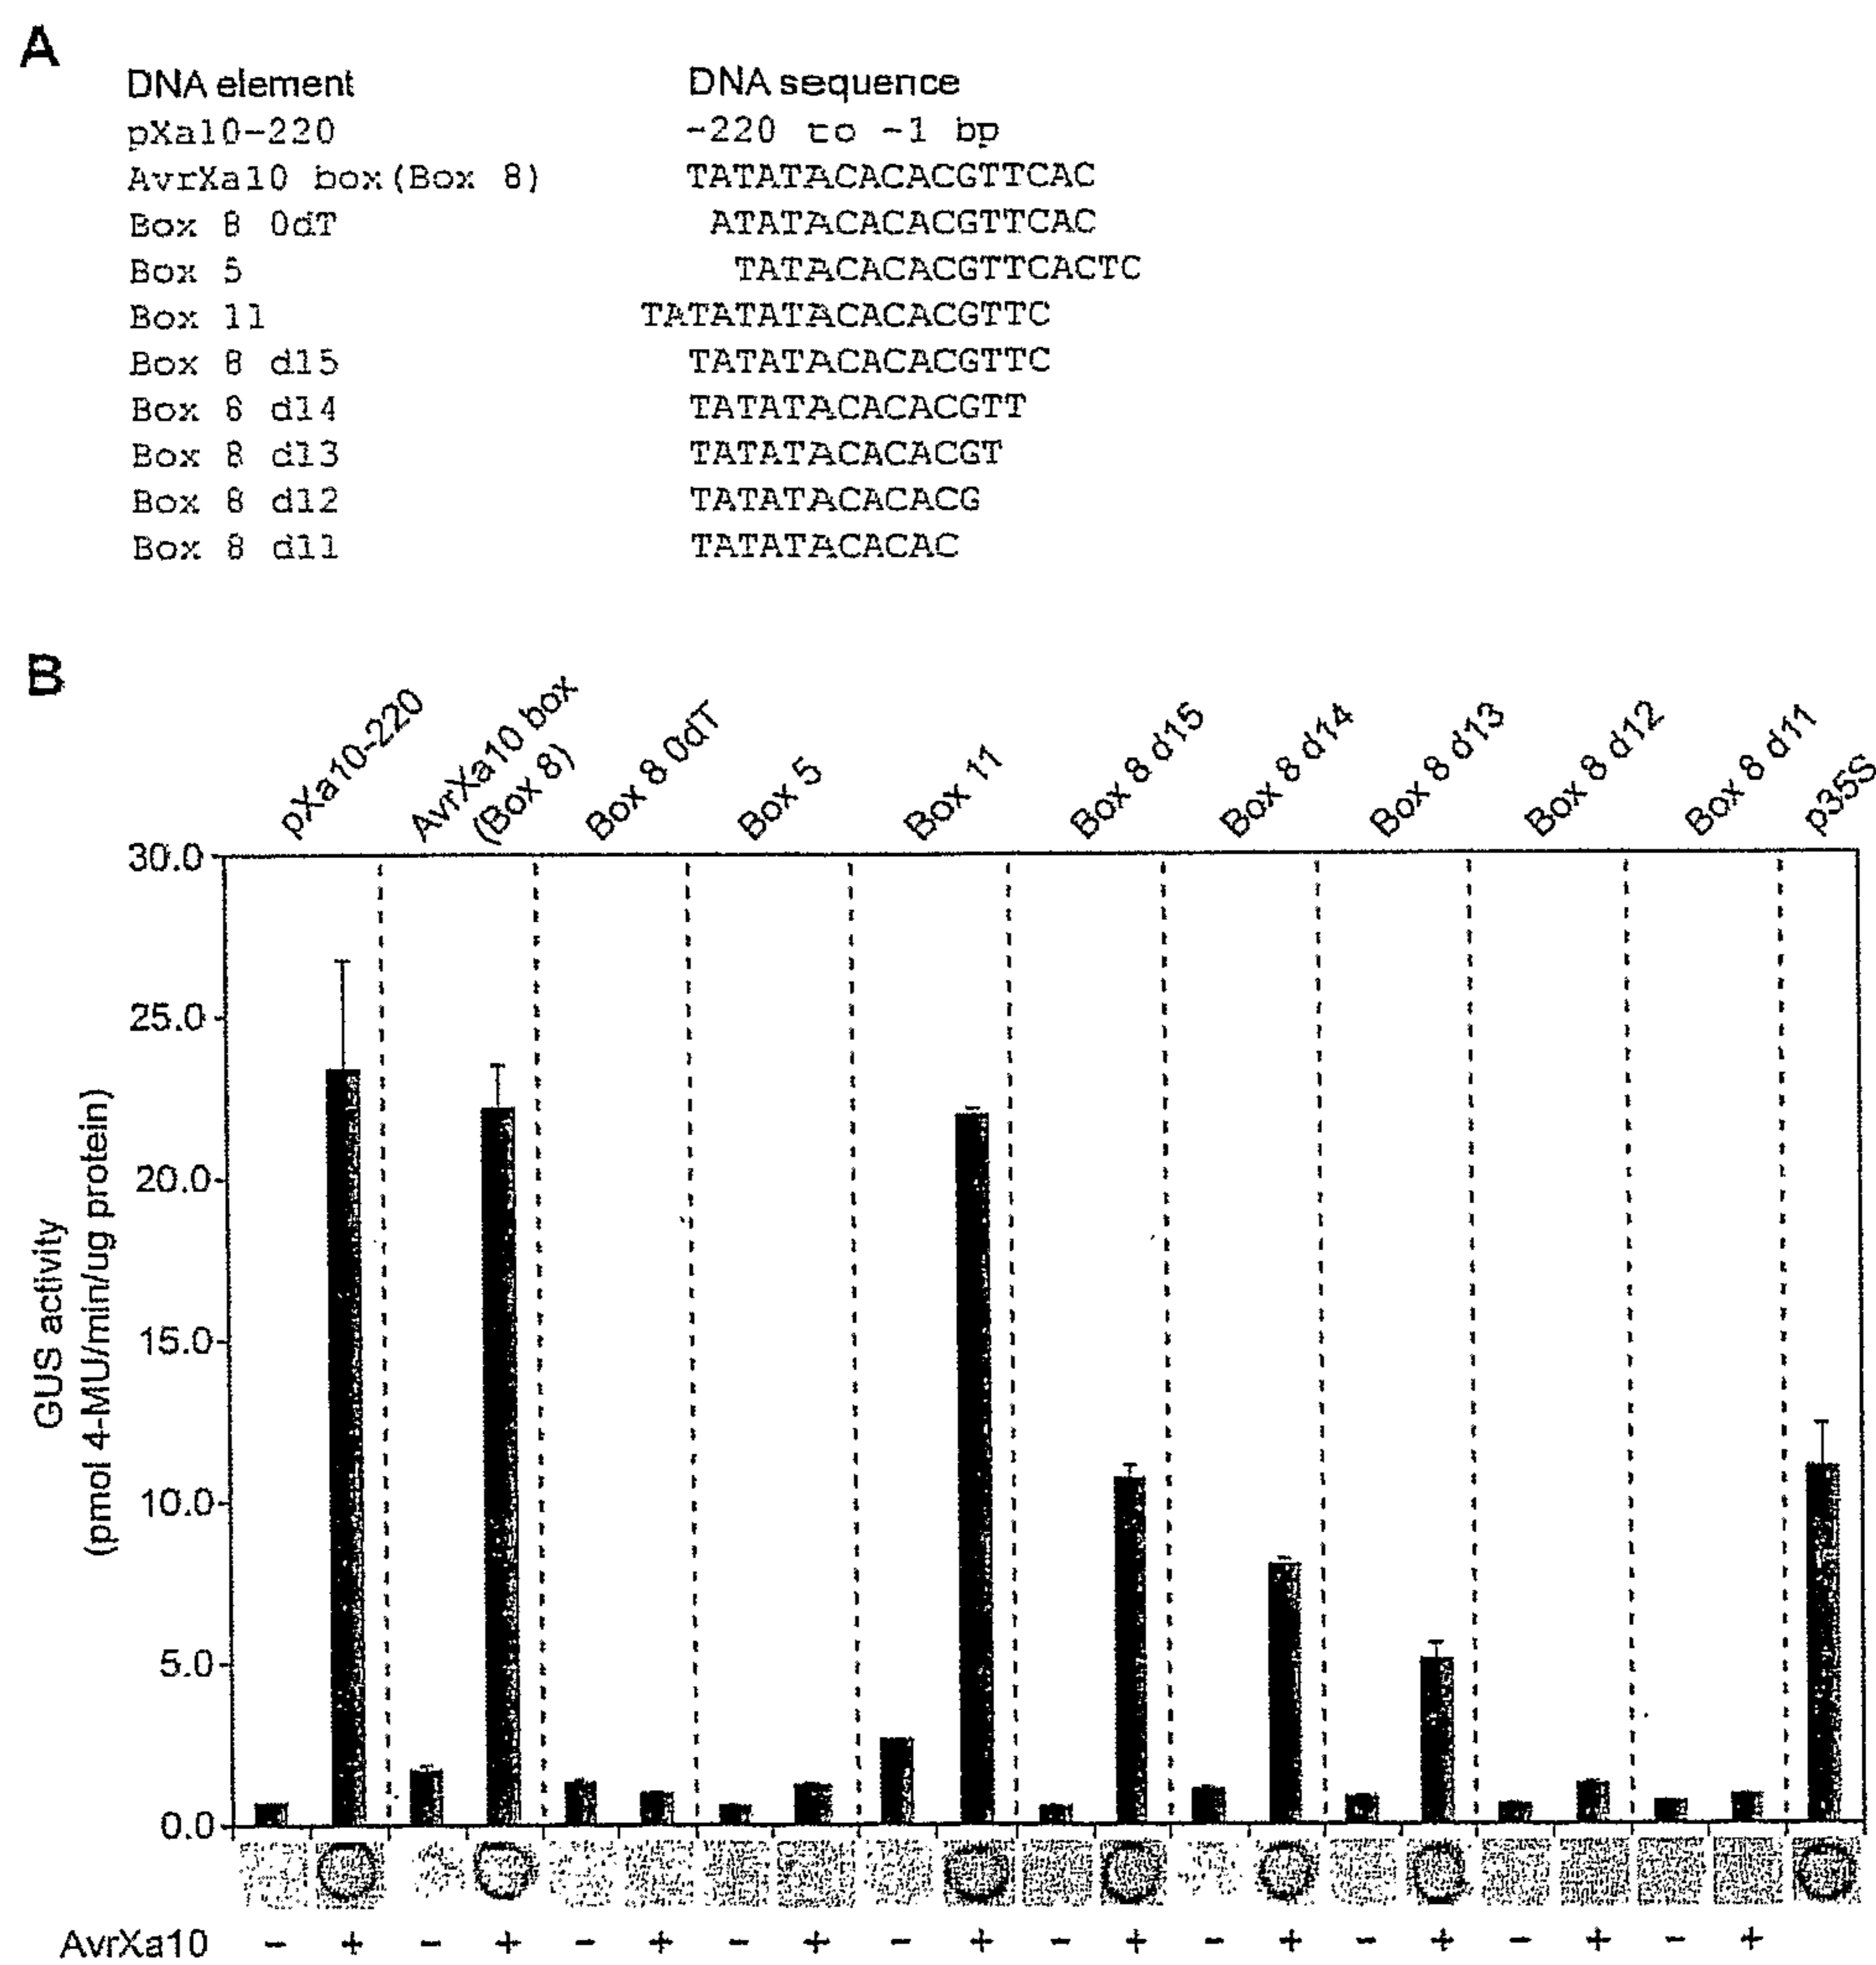 A
DNA element DNA sequence
pXa10-220 -220 to -1 bp
AvrXa10 box(Box 8) TATATACACACGTTCAC
Box 8 0dT ATATACACACGTTCAC
Box 5 TATACACACGTTCACTC
Box 11 TATATATACACACGTTC
Box 8 d15 TATATACACACGTTC
Box 8 d14 TATATACACACGTT
Box 8 d13 TATATACACACGT
Box 8 d12 TATATACACACG
Box 8 d11 TATATACACAC
B
pXa10-220
AvrXa10 box
(Box 8)
Box 8 0dT
Box 5
Box 11
Box 8 d15
Box 8 d14
Box 8 d13
Box 8 d12
Box 8 d11
p35S
GUS activity
(pmol 4-MU/min/ug protein)
30.0
25.0
20.0
15.0
10.0
5.0
0.0
AvrXa10 - + - + - + - + - + - + - + - + - + - +